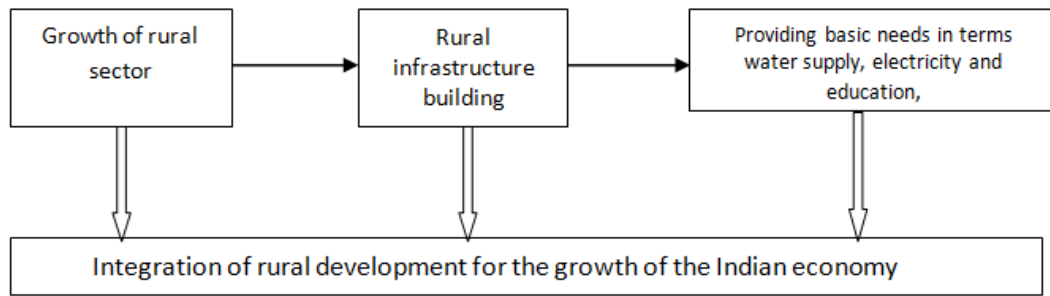 Growth of rural
sector
Rural
infrastructure
building
Providing basic needs in terms
water supply, electricity and
education,
Integration of rural development for the growth of the Indian economy